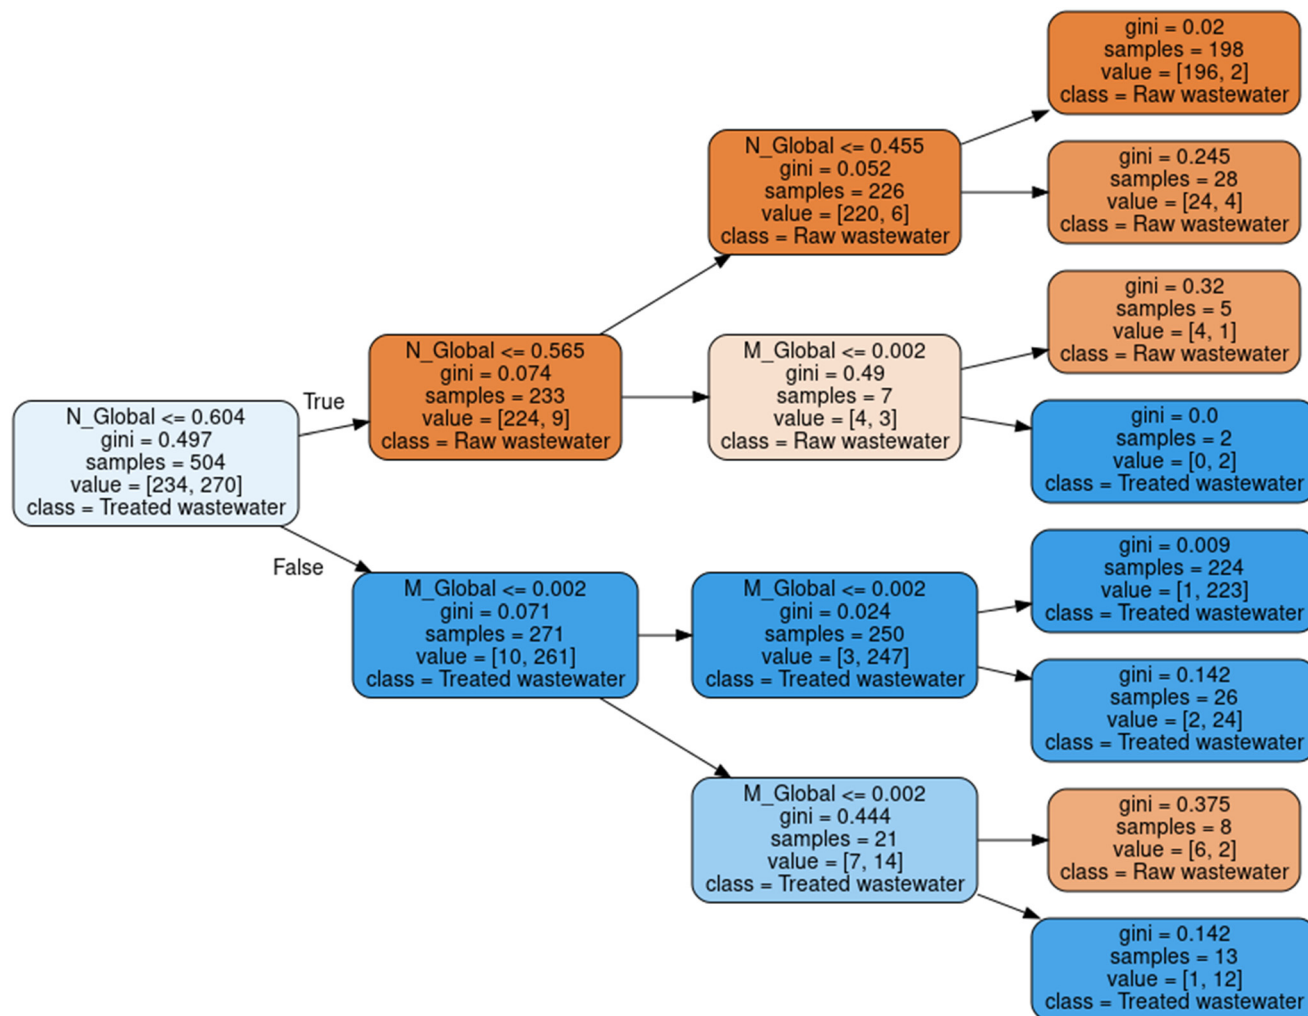 N_Global <= 0.604
gini = 0.497
samples = 504
value = [234, 270]
class = Treated wastewater
True
False
N_Global <= 0.565
gini = 0.074
samples = 233
value = [224, 9]
class = Raw wastewater
M_Global <= 0.002
gini = 0.071
samples = 271
value = [10, 261]
class = Treated wastewater
N_Global <= 0.455
gini = 0.052
samples = 226
value = [220, 6]
class = Raw wastewater
M_Global <= 0.002
gini = 0.49
samples = 7
value = [4, 3]
class = Raw wastewater
M_Global <= 0.002
gini = 0.024
samples = 250
value = [3, 247]
class = Treated wastewater
M_Global <= 0.002
gini = 0.444
samples = 21
value = [7, 14]
class = Treated wastewater
gini = 0.02
samples = 198
value = [196, 2]
class = Raw wastewater
gini = 0.245
samples = 28
value = [24, 4]
class = Raw wastewater
gini = 0.32
samples = 5
value = [4, 1]
class = Raw wastewater
gini = 0.0
samples = 2
value = [0, 2]
class = Treated wastewater
gini = 0.009
samples = 224
value = [1, 223]
class = Treated wastewater
gini = 0.142
samples = 26
value = [2, 24]
class = Treated wastewater
gini = 0.375
samples = 8
value = [6, 2]
class = Raw wastewater
gini = 0.142
samples = 13
value = [1, 12]
class = Treated wastewater